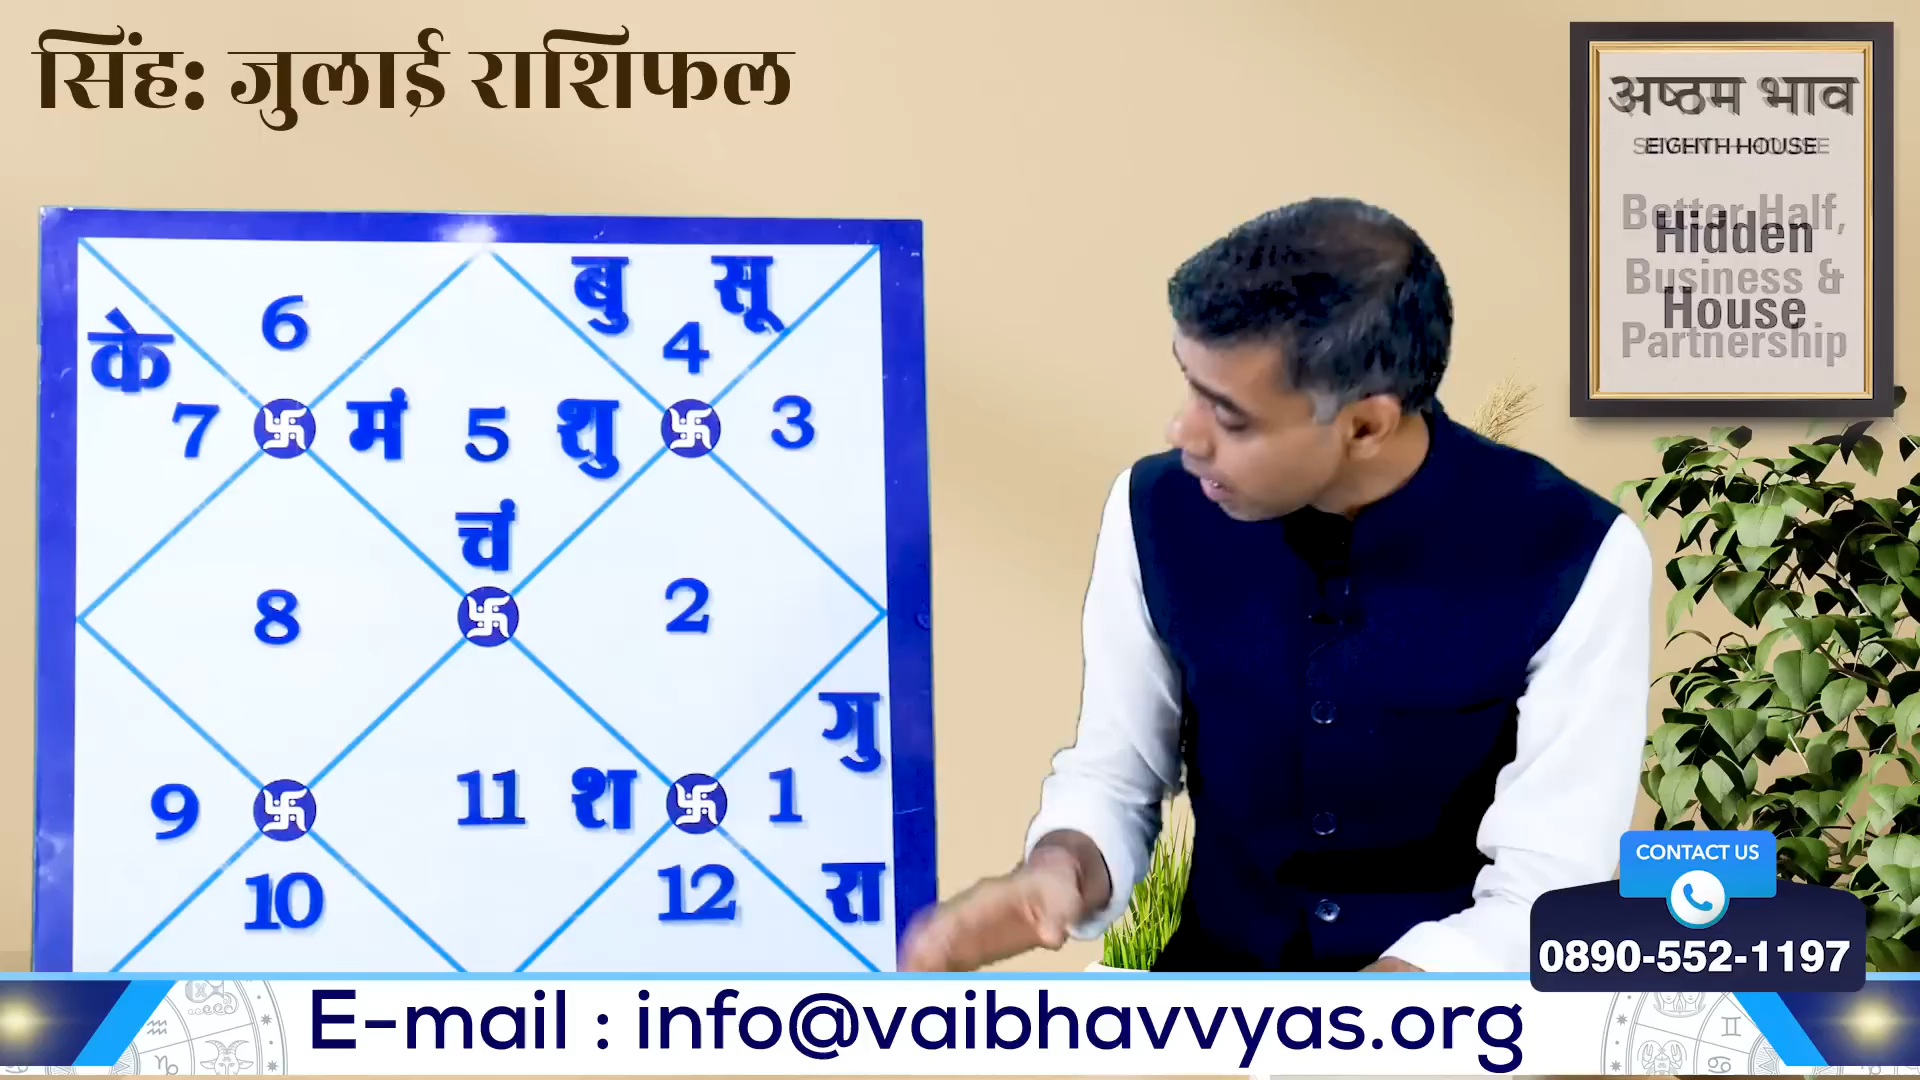 सिंह: जुलाई राशिफल
अष्ठम भाव
EIGHTH HOUSE
Better Half,
Hidden
Business &
House
Partnership
बु सू
6 4
के
7 मं 5 शु 3
चं
8 2
गु
9 11 श 1
10 12 रा
CONTACT US
0890-552-1197
E-mail : info@vaibhavvyas.org